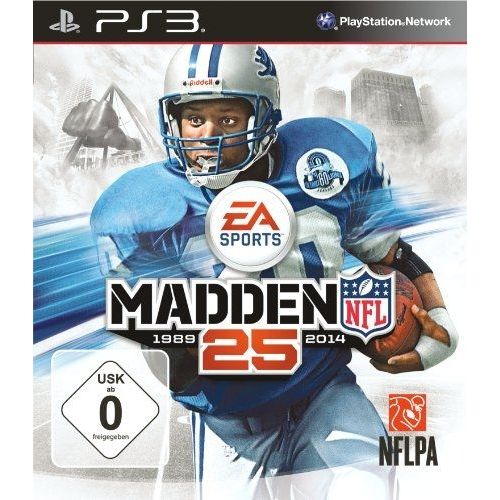 PS3
PlayStation®Network
Riddell
EA
SPORTS
MADDEN
NFL
1989
25
2014
USK
ab
0
freigegeben
NFLPA